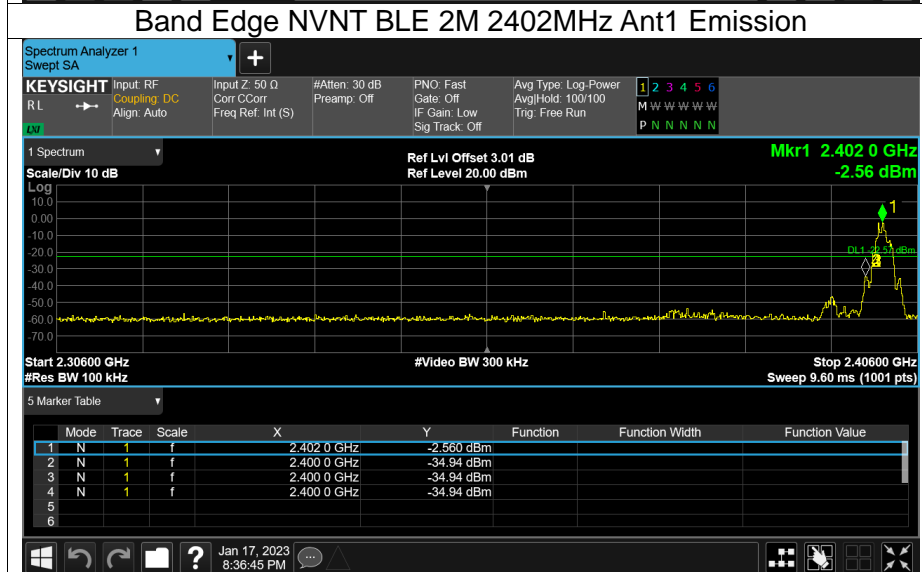 Band Edge NVNT BLE 2M 2402MHz Ant1 Emission
Spectrum Analyzer 1
Swept SA
+
KEYSIGHT
R L
LXI
Input: RF
Coupling: DC
Align: Auto
Input Z: 50 Ω
Corr CCorr
Freq Ref: Int (S)
#Atten: 30 dB
Preamp: Off
PNO: Fast
Gate: Off
IF Gain: Low
Sig Track: Off
Avg Type: Log-Power
Avg|Hold: 100/100
Trig: Free Run
1 2 3 4 5 6
M W W W W W
P N N N N N
1 Spectrum
Scale/Div 10 dB
Ref Lvl Offset 3.01 dB
Ref Level 20.00 dBm
Mkr1 2.402 0 GHz
-2.56 dBm
Log
10.0
0.00
-10.0
-20.0
-30.0
-40.0
-50.0
-60.0
-70.0
1
DL1 -22.57 dBm
Start 2.30600 GHz
#Video BW 300 kHz
Stop 2.40600 GHz
#Res BW 100 kHz
Sweep 9.60 ms (1001 pts)
5 Marker Table
Mode Trace Scale X Y Function Function Width Function Value
1 N 1 f 2.402 0 GHz -2.560 dBm
2 N 1 f 2.400 0 GHz -34.94 dBm
3 N 1 f 2.400 0 GHz -34.94 dBm
4 N 1 f 2.400 0 GHz -34.94 dBm
5
6
?
Jan 17, 2023
8:36:45 PM